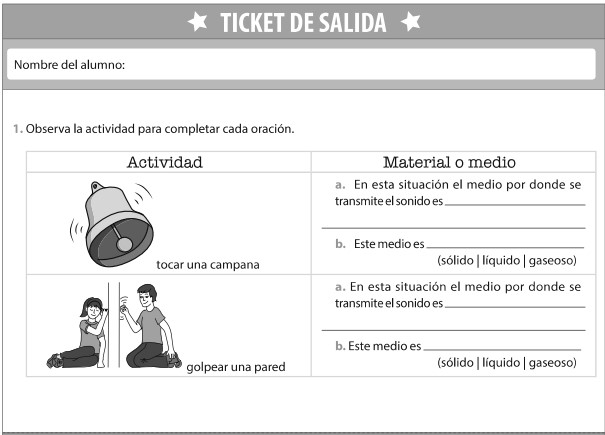 TICKET DE SALIDA
Nombre del alumno:
1. Observa la actividad para completar cada oración.
Actividad
Material o medio
tocar una campana
a. En esta situación el medio por donde se
transmite el sonido es
b. Este medio es
(sólido | líquido | gaseoso)
golpear una pared
a. En esta situación el medio por donde se
transmite el sonido es
b. Este medio es
(sólido | líquido | gaseoso)